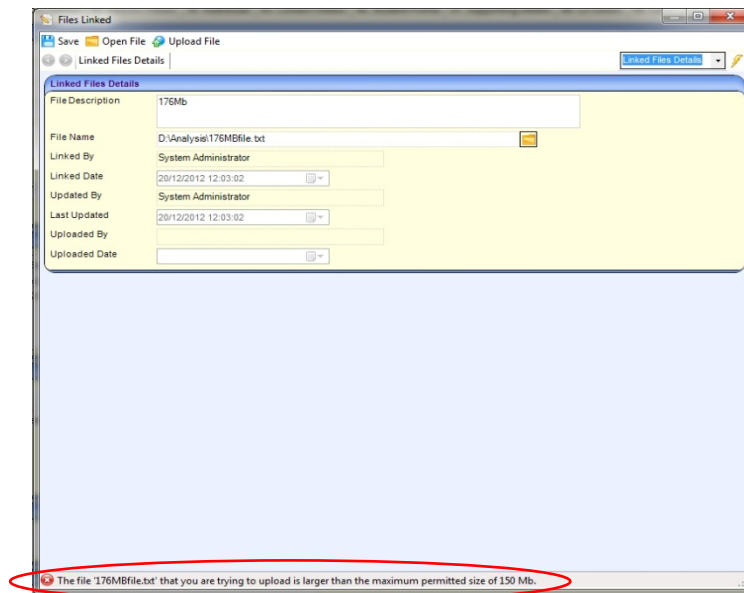 Files Linked
Save Open File Upload File
Linked Files Details Linked Files Details
Linked Files Details
File Description 176Mb
File Name D:\Analysis\176MBfile.txt
Linked By System Administrator
Linked Date 20/12/2012 12:03:02
Updated By System Administrator
Last Updated 20/12/2012 12:03:02
Uploaded By
Uploaded Date
The file '176MBfile.txt' that you are trying to upload is larger than the maximum permitted size of 150 Mb.